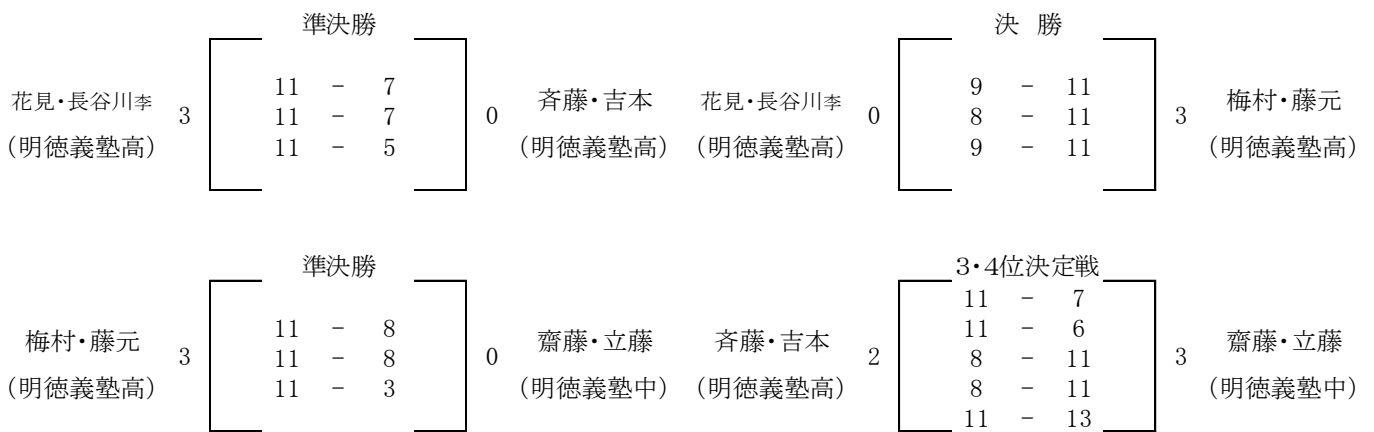 準決勝
花見・長谷川李 3 11 - 7 0 斉藤・吉本
11 - 7
(明徳義塾高) 11 - 5 (明徳義塾高)
決 勝
花見・長谷川李 0 9 - 11 3 梅村・藤元
8 - 11
(明徳義塾高) 9 - 11 (明徳義塾高)
準決勝
梅村・藤元 3 11 - 8 0 齋藤・立藤
11 - 8
(明徳義塾高) 11 - 3 (明徳義塾中)
3・4位決定戦
11 - 7
斉藤・吉本 2 11 - 6 3 齋藤・立藤
8 - 11
(明徳義塾高) 8 - 11 (明徳義塾中)
11 - 13